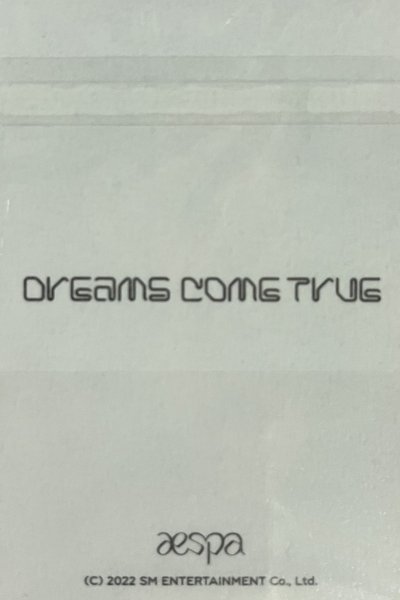 Dreams come true
aespa
(C) 2022 SM ENTERTAINMENT Co., Ltd.